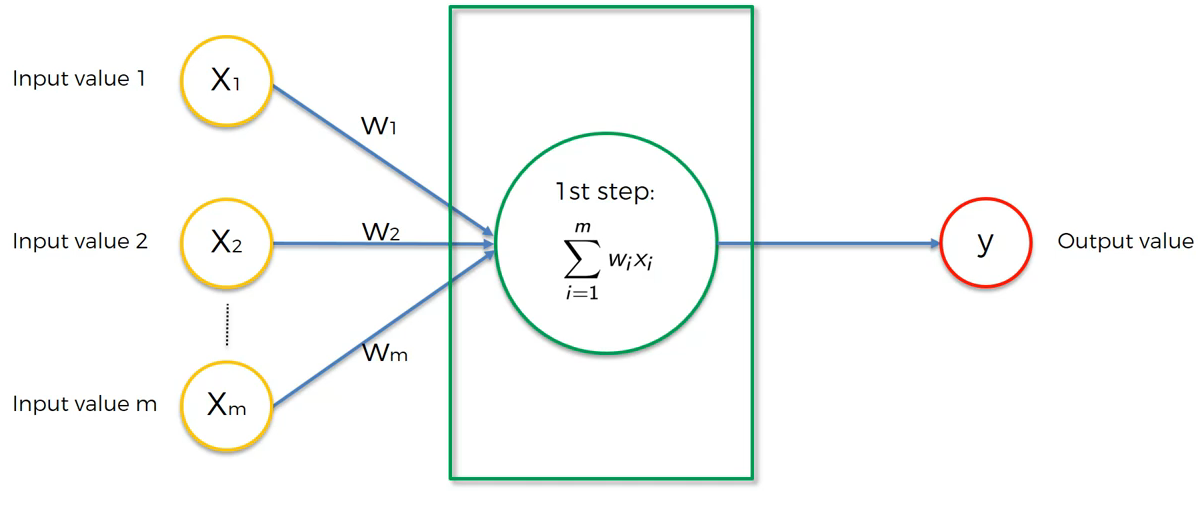 Input value 1
X1
W1
Input value 2
X2
W2
Input value m
Xm
Wm
1st step:
m
∑ wixi
i=1
y
Output value